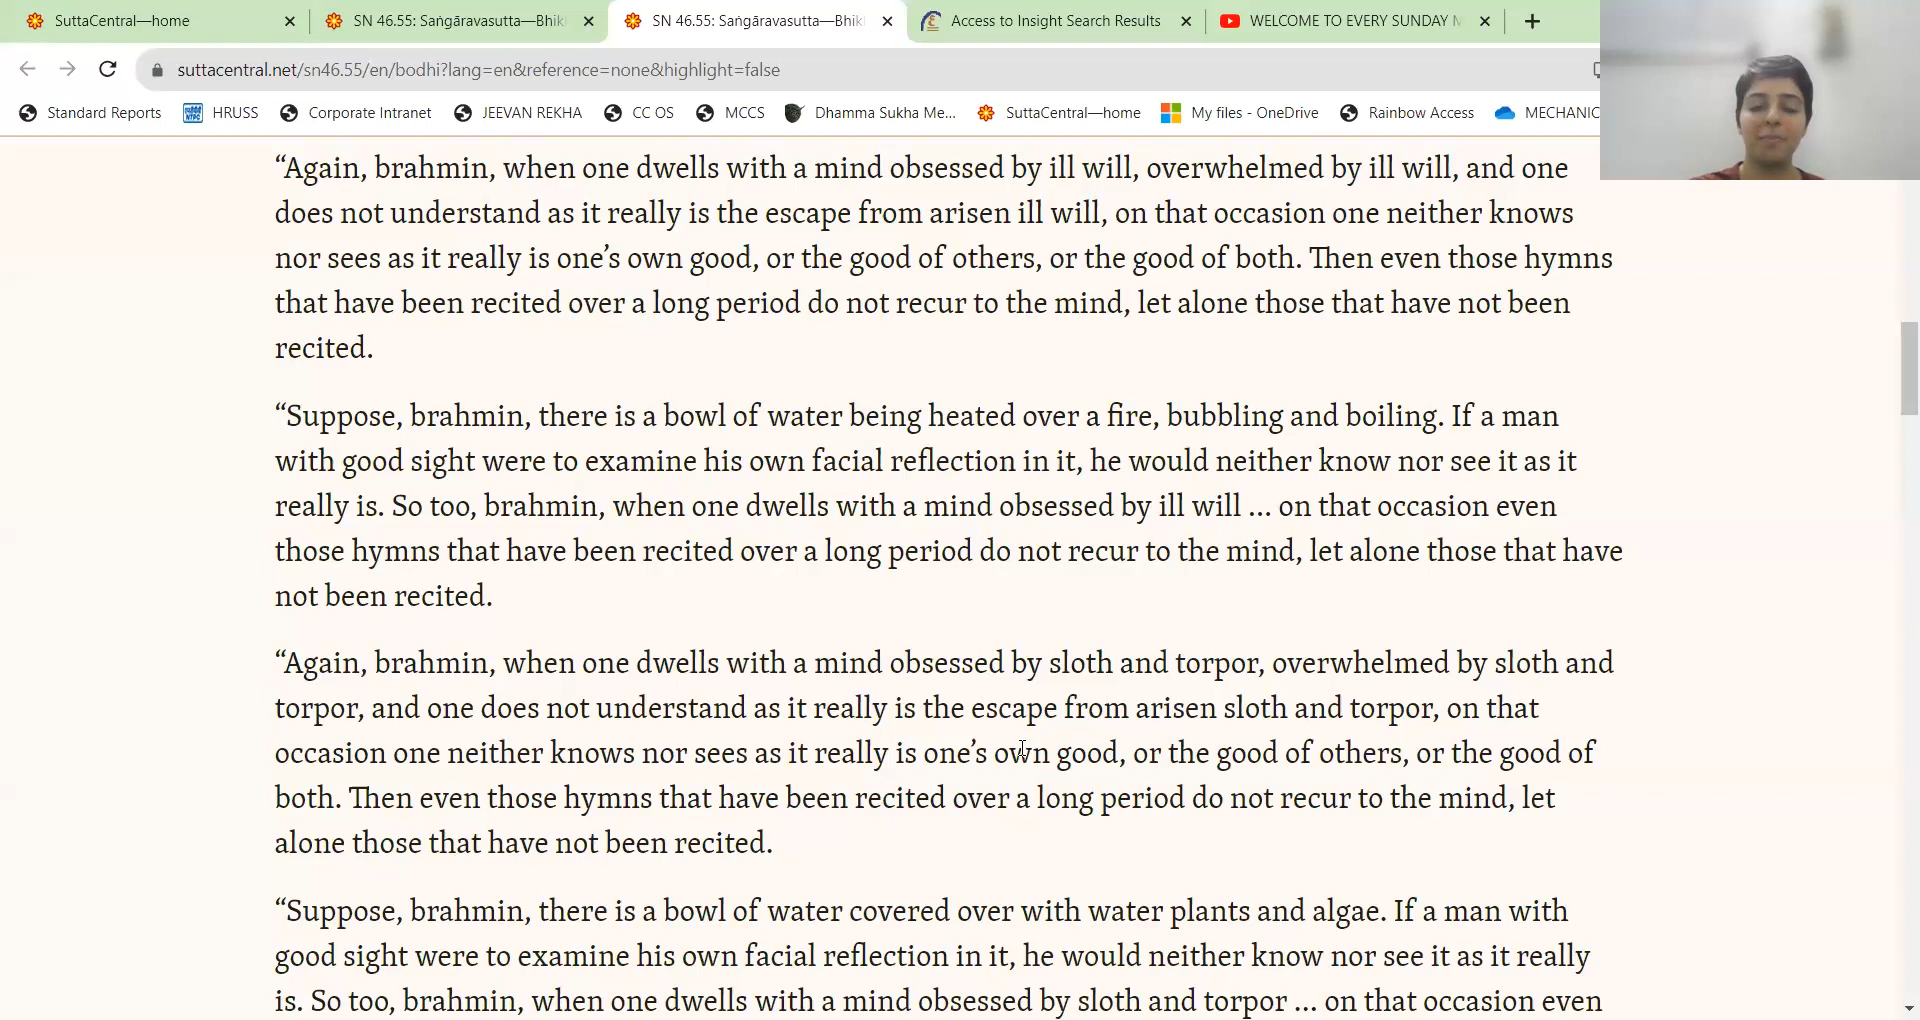 SuttaCentral—home
SN 46.55: Saṅgāravasutta—Bhik
SN 46.55: Saṅgāravasutta—Bhikl
Access to Insight Search Results
WELCOME TO EVERY SUNDAY M
suttacentral.net/sn46.55/en/bodhi?lang=en&reference=none&highlight=false
Standard Reports
HRUSS
Corporate Intranet
JEEVAN REKHA
CC OS
MCCS
Dhamma Sukha Me...
SuttaCentral—home
My files - OneDrive
Rainbow Access
MECHANIC
“Again, brahmin, when one dwells with a mind obsessed by ill will, overwhelmed by ill will, and one
does not understand as it really is the escape from arisen ill will, on that occasion one neither knows
nor sees as it really is one’s own good, or the good of others, or the good of both. Then even those hymns
that have been recited over a long period do not recur to the mind, let alone those that have not been
recited.
“Suppose, brahmin, there is a bowl of water being heated over a fire, bubbling and boiling. If a man
with good sight were to examine his own facial reflection in it, he would neither know nor see it as it
really is. So too, brahmin, when one dwells with a mind obsessed by ill will … on that occasion even
those hymns that have been recited over a long period do not recur to the mind, let alone those that have
not been recited.
“Again, brahmin, when one dwells with a mind obsessed by sloth and torpor, overwhelmed by sloth and
torpor, and one does not understand as it really is the escape from arisen sloth and torpor, on that
occasion one neither knows nor sees as it really is one’s own good, or the good of others, or the good of
both. Then even those hymns that have been recited over a long period do not recur to the mind, let
alone those that have not been recited.
“Suppose, brahmin, there is a bowl of water covered over with water plants and algae. If a man with
good sight were to examine his own facial reflection in it, he would neither know nor see it as it really
is. So too, brahmin, when one dwells with a mind obsessed by sloth and torpor … on that occasion even